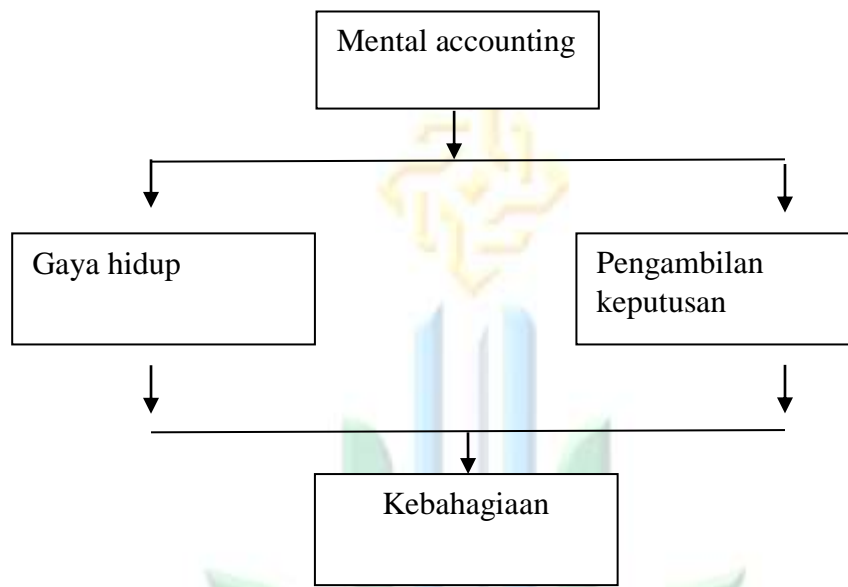 Mental accounting
Gaya hidup
Pengambilan
keputusan
Kebahagiaan